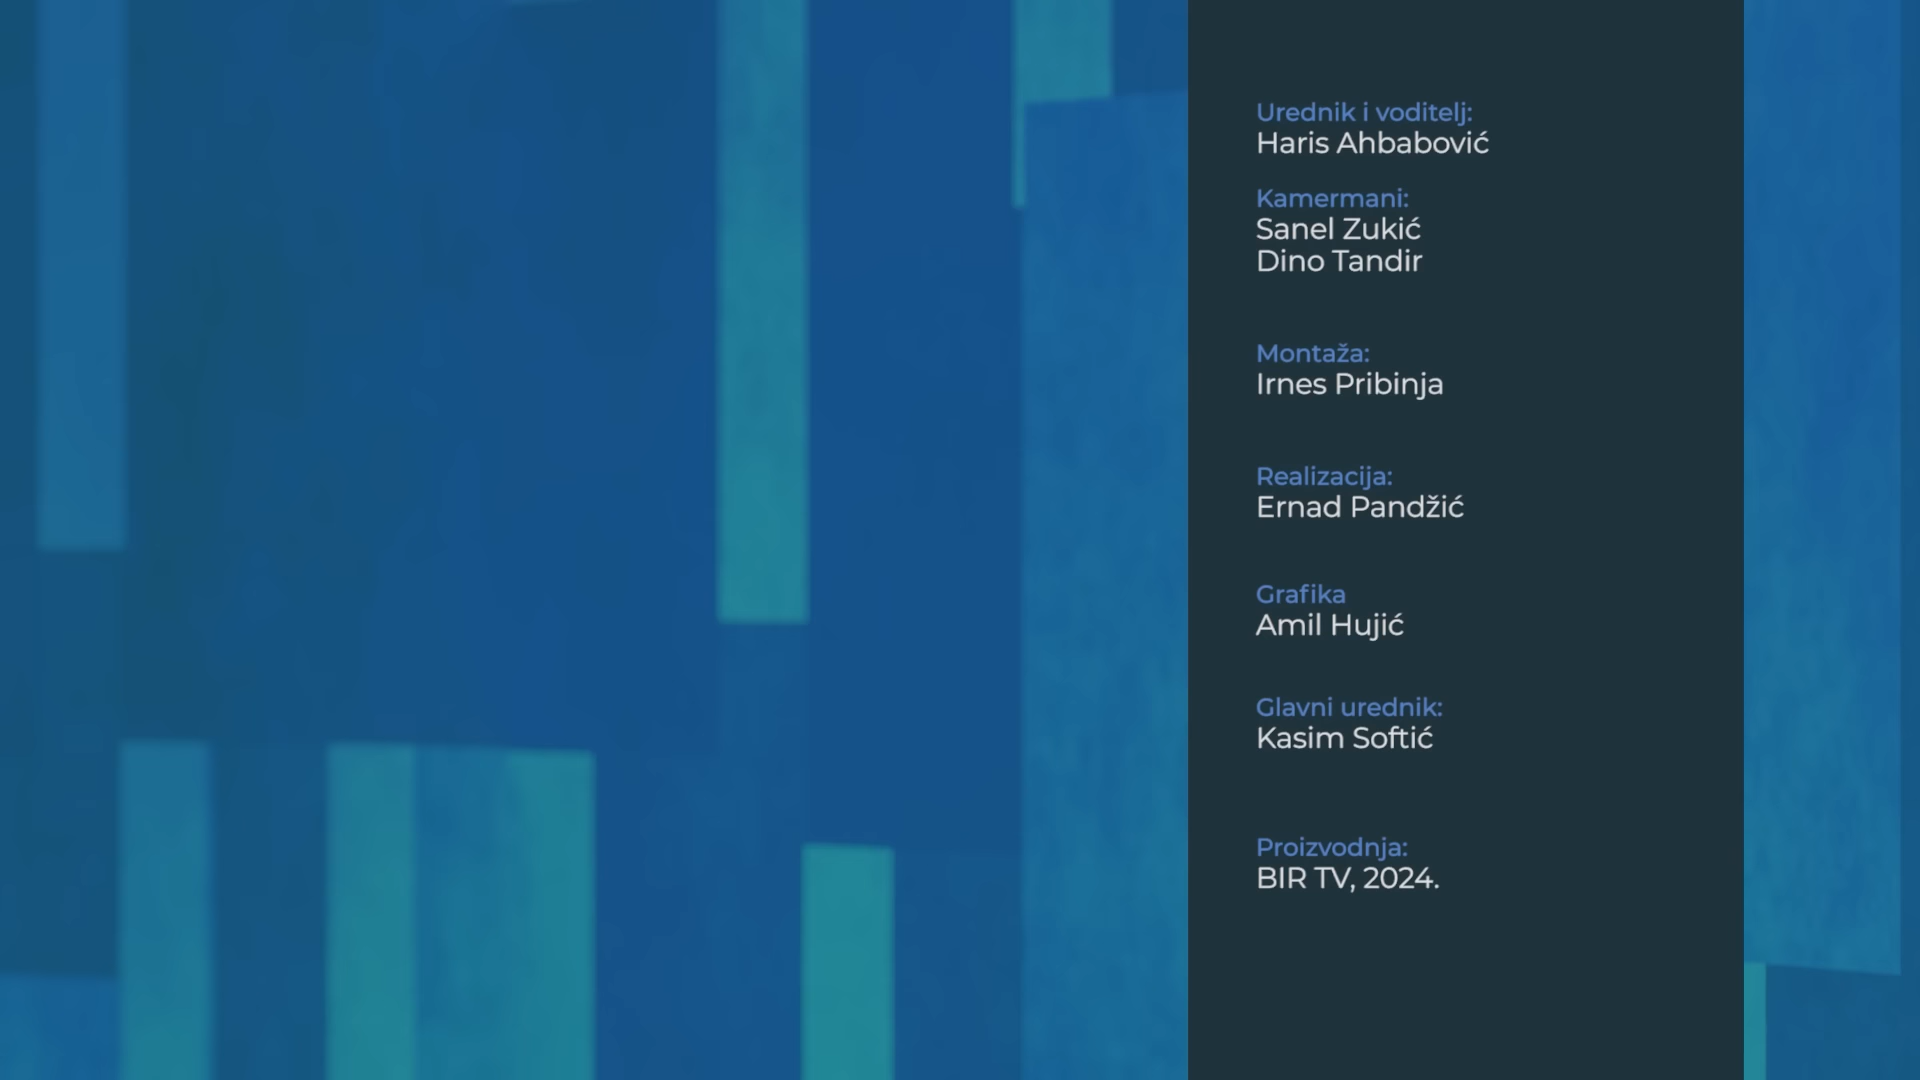 Urednik i voditelj:
Haris Ahbabović
Kamermani:
Sanel Zukić
Dino Tandir
Montaža:
Irnes Pribinja
Realizacija:
Ernad Pandžić
Grafika
Amil Hujić
Glavni urednik:
Kasim Softić
Proizvodnja:
BIR TV, 2024.